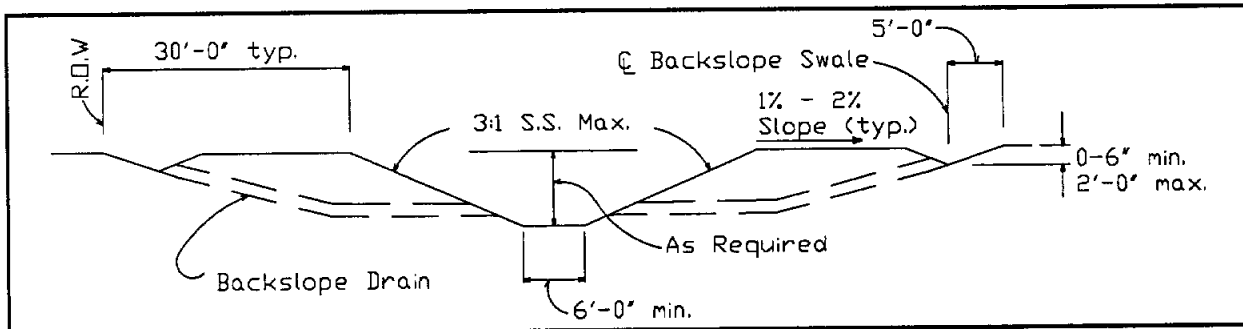 R.O.W
30'-0" typ.
5'-0"
℄ Backslope Swale
1% - 2%
Slope (typ.)
3:1 S.S. Max.
0-6" min.
2'-0" max.
As Required
Backslope Drain
6'-0" min.